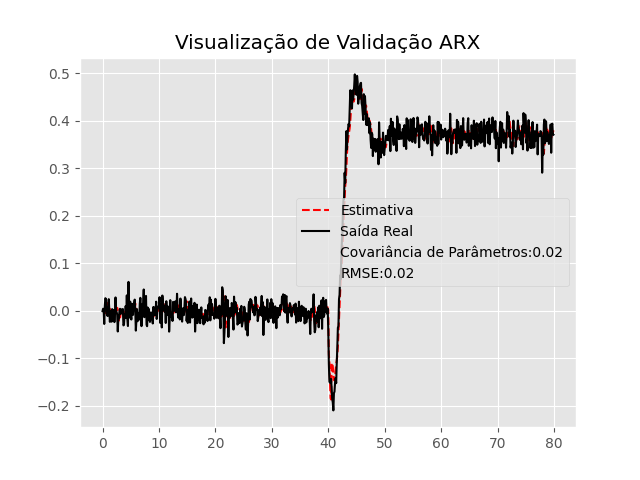 Visualização de Validação ARX
0.5
0.4
0.3
0.2
0.1
0.0
−0.1
−0.2
Estimativa
Saída Real
Covariância de Parâmetros:0.02
RMSE:0.02
0 10 20 30 40 50 60 70 80